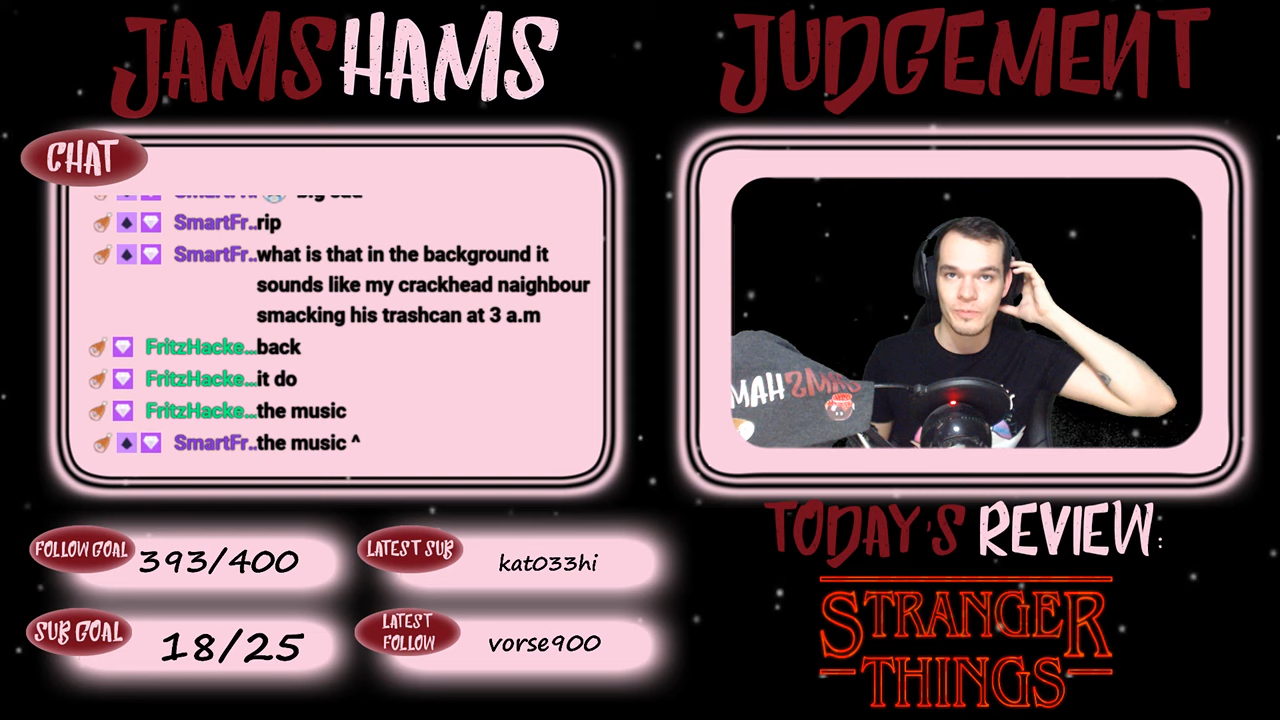 JAMSHAMS
JUDGEMENT
CHAT
SmartFr..rip
SmartFr..what is that in the background it
sounds like my crackhead naighbour
smacking his trashcan at 3 a.m
FritzHacke...back
FritzHacke...it do
FritzHacke...the music
SmartFr..the music ^
FOLLOW GOAL
393/400
LATEST SUB
kat033hi
SUB GOAL
18/25
LATEST
FOLLOW
vorse900
TODAY'S REVIEW:
STRANGER
THINGS